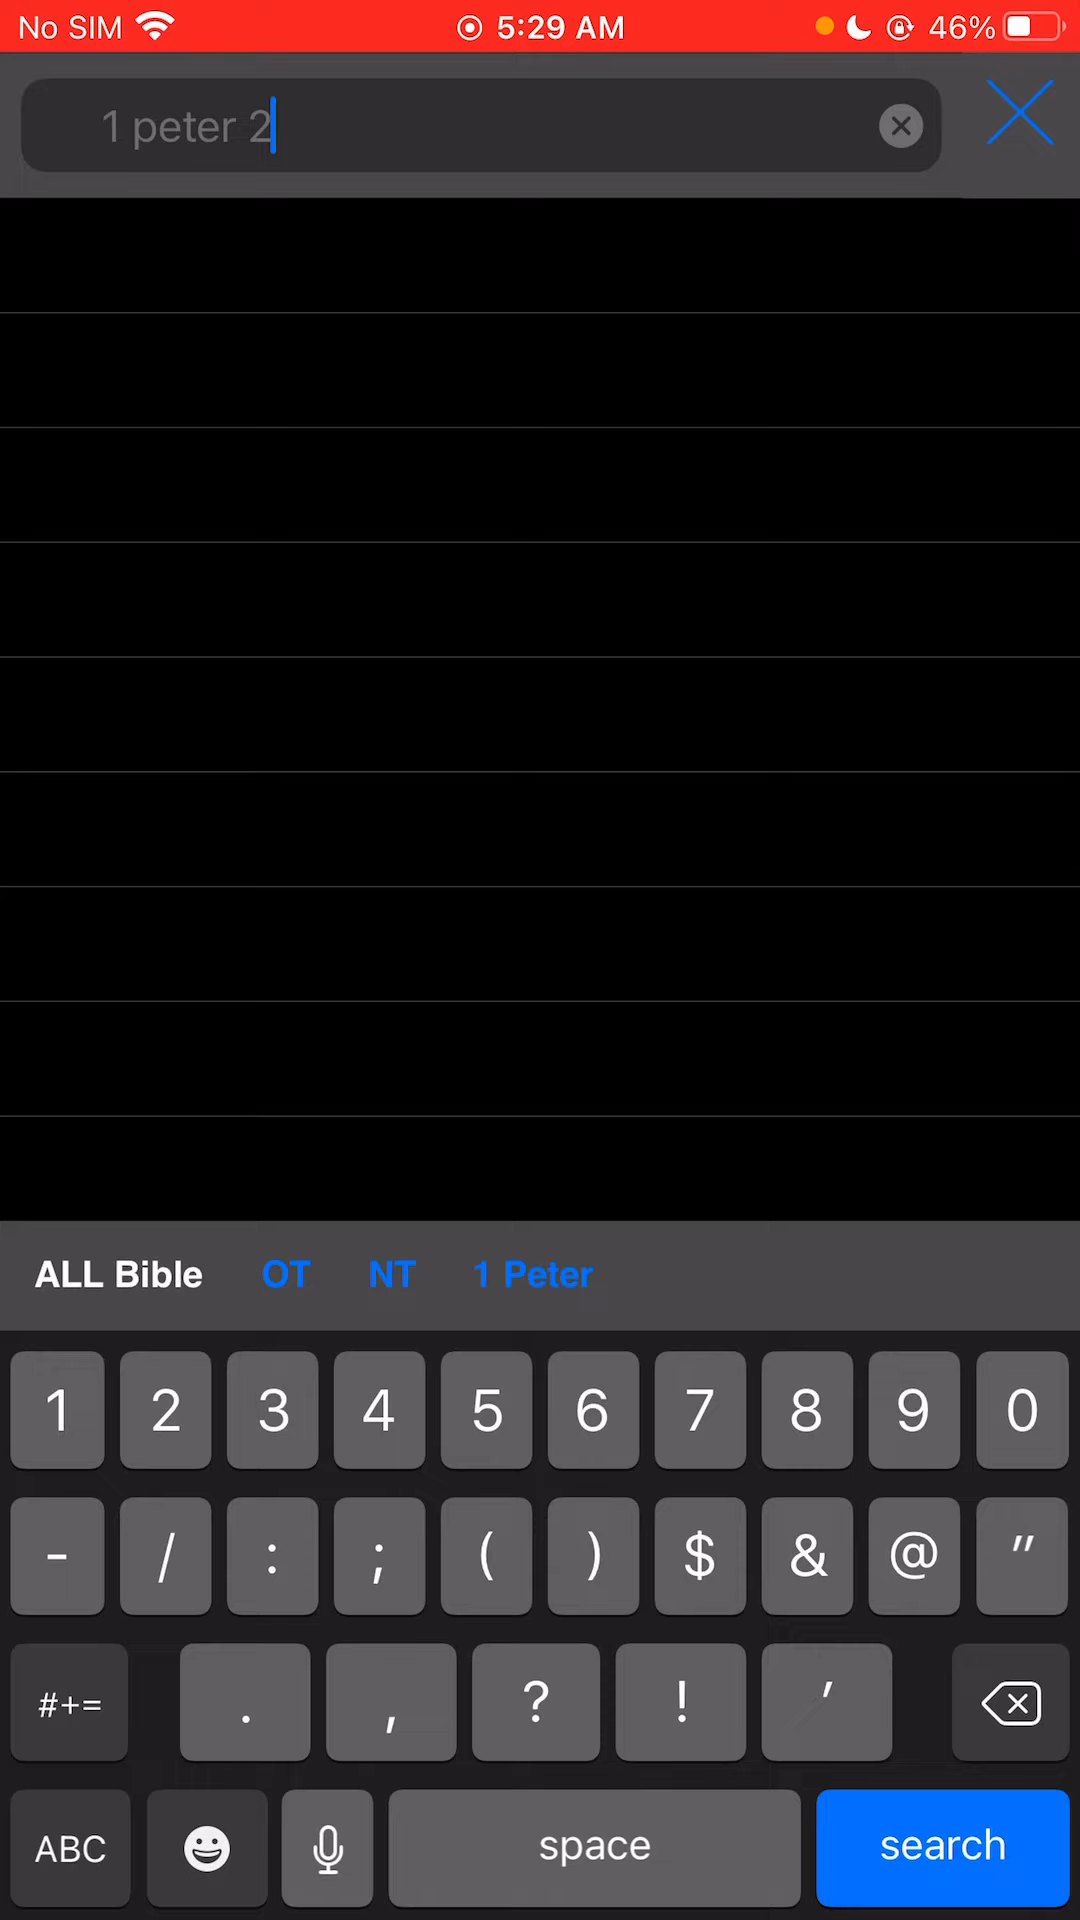 No SIM 5:29 AM 46%
1 peter 2
ALL Bible OT NT 1 Peter
1 2 3 4 5 6 7 8 9 0
- / : ; ( ) $ & @ "
#+= . , ? ! '
ABC space search